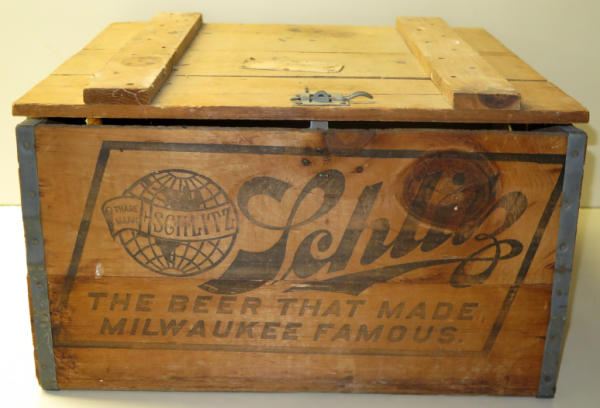 TRADE MARK
SCHLITZ
Schlitz
THE BEER THAT MADE
MILWAUKEE FAMOUS.